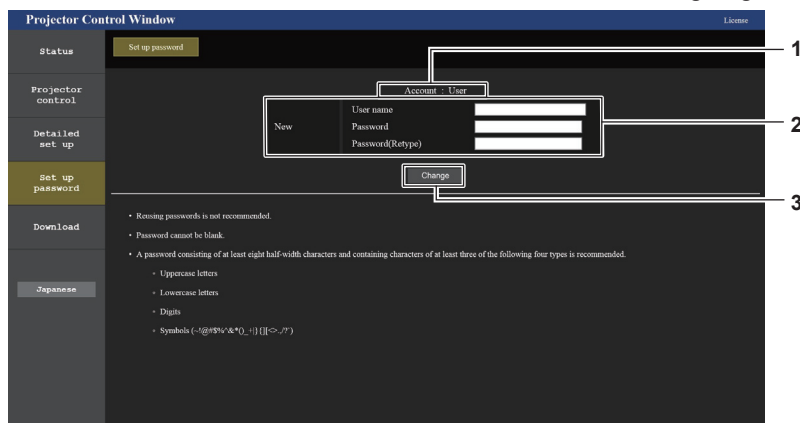 Projector Control Window
License
Status
Set up password
1
Projector control
Account : User
New
User name
2
Detailed set up
Password
Password(Retype)
Set up password
Change
3
Download
• Reusing passwords is not recommended.
• Password cannot be blank.
• A password consisting of at least eight half-width characters and containing characters of at least three of the following four types is recommended.
Uppercase letters
Japanese
Lowercase letters
Digits
Symbols (~!@#$%^&*()_+|}{][<>.,/?`)